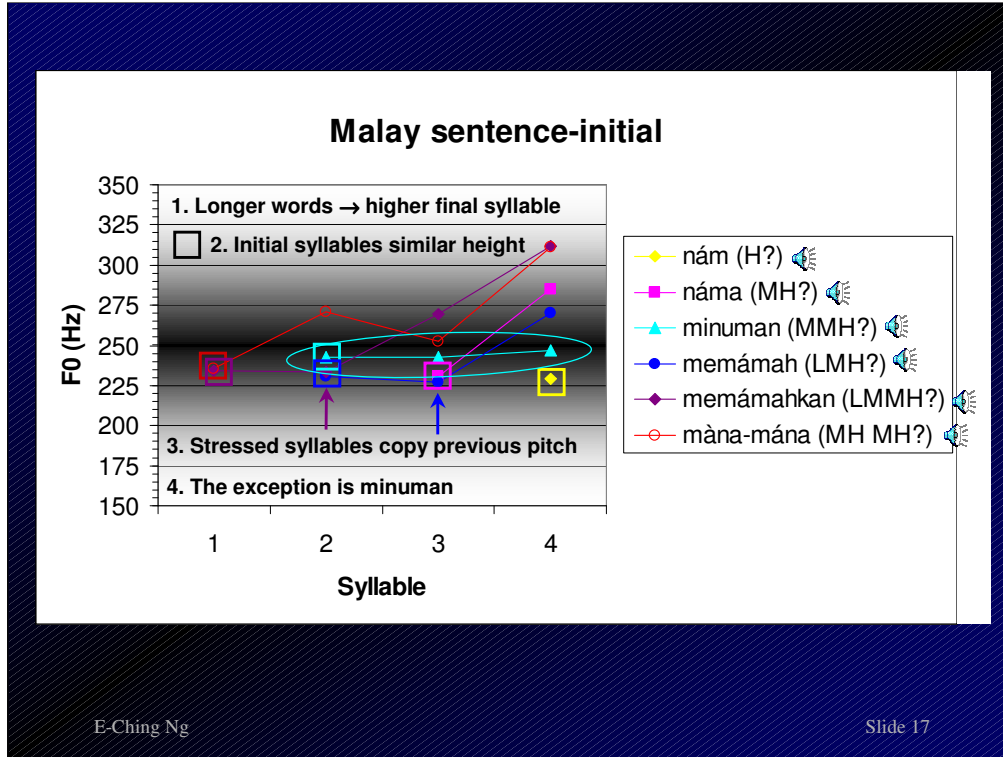 Malay sentence-initial
350
325
300
275
250
225
200
175
150
F0 (Hz)
1. Longer words → higher final syllable
2. Initial syllables similar height
3. Stressed syllables copy previous pitch
4. The exception is minuman
1 2 3 4
Syllable
nám (H?)
náma (MH?)
minuman (MMH?)
memámah (LMH?)
memámahkan (LMMH?)
màna-mána (MH MH?)
E-Ching Ng
Slide 17